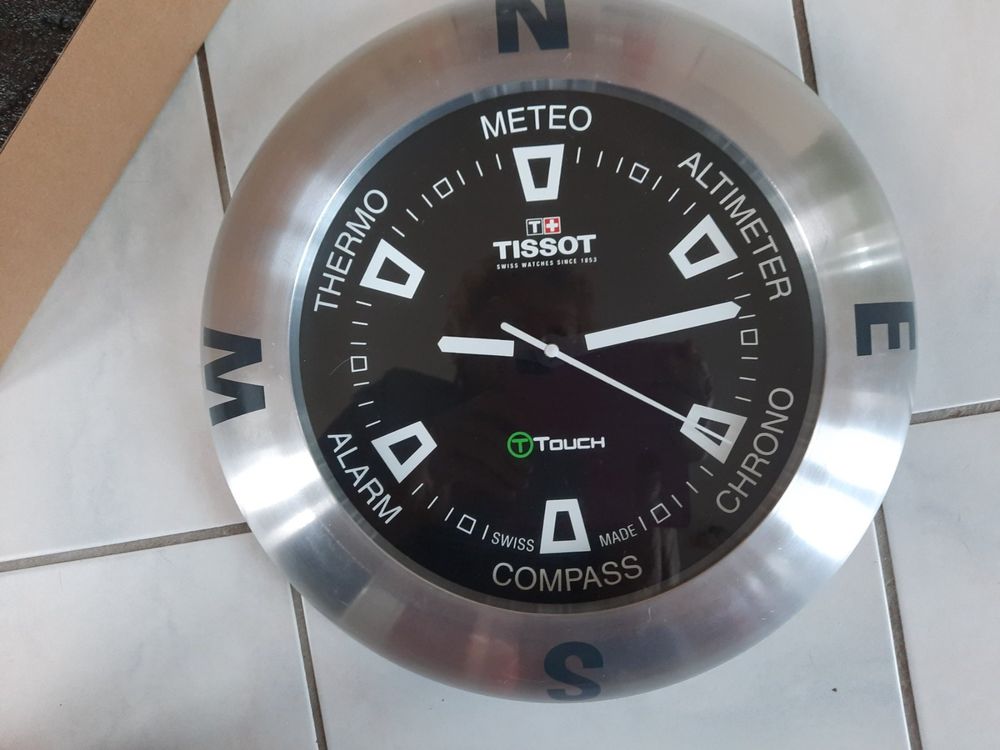 N
METEO
ALTIMETER
THERMO
T+
TISSOT
SWISS WATCHES SINCE 1853
W
E
T TOUCH
CHRONO
ALARM
SWISS MADE
COMPASS
S